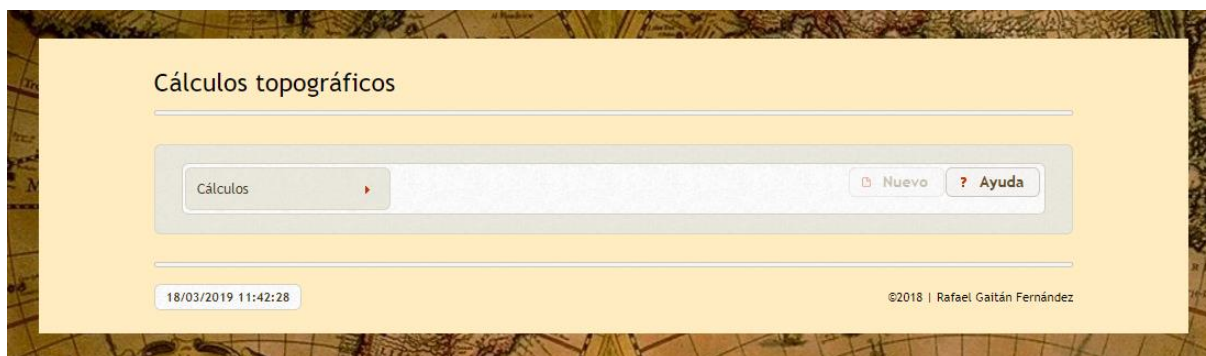 Cálculos topográficos
Cálculos
Nuevo
? Ayuda
18/03/2019 11:42:28
©2018 | Rafael Gaitán Fernández